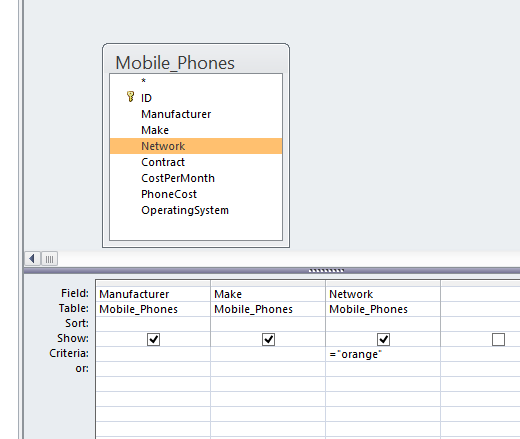 Mobile_Phones
*
ID
Manufacturer
Make
Network
Contract
CostPerMonth
PhoneCost
OperatingSystem
Field: Manufacturer Make Network
Table: Mobile_Phones Mobile_Phones Mobile_Phones
Sort:
Show:
Criteria: ="orange"
or: